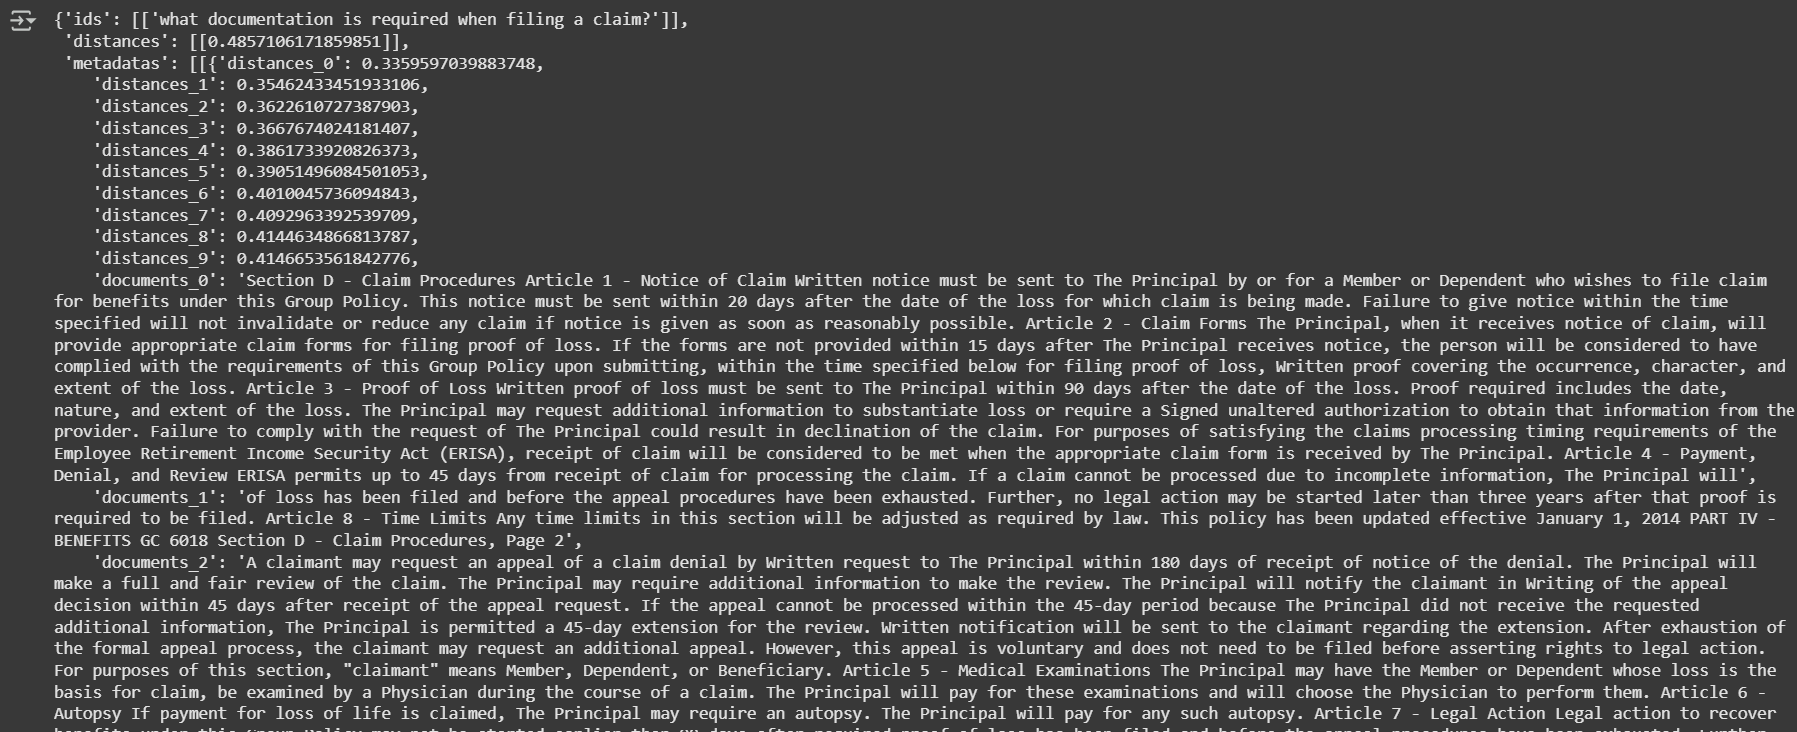 {'ids': [['what documentation is required when filing a claim?']],
'distances': [[0.4857106171859851]],
'metadatas': [[{'distances_0': 0.3359597039883748,
'distances_1': 0.35462433451933106,
'distances_2': 0.3622610727387903,
'distances_3': 0.3667674024181407,
'distances_4': 0.3861733920826373,
'distances_5': 0.39051496084501053,
'distances_6': 0.4010045736094843,
'distances_7': 0.4092963392539709,
'distances_8': 0.4144634866813787,
'distances_9': 0.4146653561842776,
'documents_0': 'Section D - Claim Procedures Article 1 - Notice of Claim Written notice must be sent to The Principal by or for a Member or Dependent who wishes to file claim
for benefits under this Group Policy. This notice must be sent within 20 days after the date of the loss for which claim is being made. Failure to give notice within the time
specified will not invalidate or reduce any claim if notice is given as soon as reasonably possible. Article 2 - Claim Forms The Principal, when it receives notice of claim, will
provide appropriate claim forms for filing proof of loss. If the forms are not provided within 15 days after The Principal receives notice, the person will be considered to have
complied with the requirements of this Group Policy upon submitting, within the time specified below for filing proof of loss, Written proof covering the occurrence, character, and
extent of the loss. Article 3 - Proof of Loss Written proof of loss must be sent to The Principal within 90 days after the date of the loss. Proof required includes the date,
nature, and extent of the loss. The Principal may request additional information to substantiate loss or require a Signed unaltered authorization to obtain that information from the
provider. Failure to comply with the request of The Principal could result in declination of the claim. For purposes of satisfying the claims processing timing requirements of the
Employee Retirement Income Security Act (ERISA), receipt of claim will be considered to be met when the appropriate claim form is received by The Principal. Article 4 - Payment,
Denial, and Review ERISA permits up to 45 days from receipt of claim for processing the claim. If a claim cannot be processed due to incomplete information, The Principal will',
'documents_1': 'of loss has been filed and before the appeal procedures have been exhausted. Further, no legal action may be started later than three years after that proof is
required to be filed. Article 8 - Time Limits Any time limits in this section will be adjusted as required by law. This policy has been updated effective January 1, 2014 PART IV -
BENEFITS GC 6018 Section D - Claim Procedures, Page 2',
'documents_2': 'A claimant may request an appeal of a claim denial by Written request to The Principal within 180 days of receipt of notice of the denial. The Principal will
make a full and fair review of the claim. The Principal may require additional information to make the review. The Principal will notify the claimant in Writing of the appeal
decision within 45 days after receipt of the appeal request. If the appeal cannot be processed within the 45-day period because The Principal did not receive the requested
additional information, The Principal is permitted a 45-day extension for the review. Written notification will be sent to the claimant regarding the extension. After exhaustion of
the formal appeal process, the claimant may request an additional appeal. However, this appeal is voluntary and does not need to be filed before asserting rights to legal action.
For purposes of this section, "claimant" means Member, Dependent, or Beneficiary. Article 5 - Medical Examinations The Principal may have the Member or Dependent whose loss is the
basis for claim, be examined by a Physician during the course of a claim. The Principal will pay for these examinations and will choose the Physician to perform them. Article 6 -
Autopsy If payment for loss of life is claimed, The Principal may require an autopsy. The Principal will pay for any such autopsy. Article 7 - Legal Action Legal action to recover